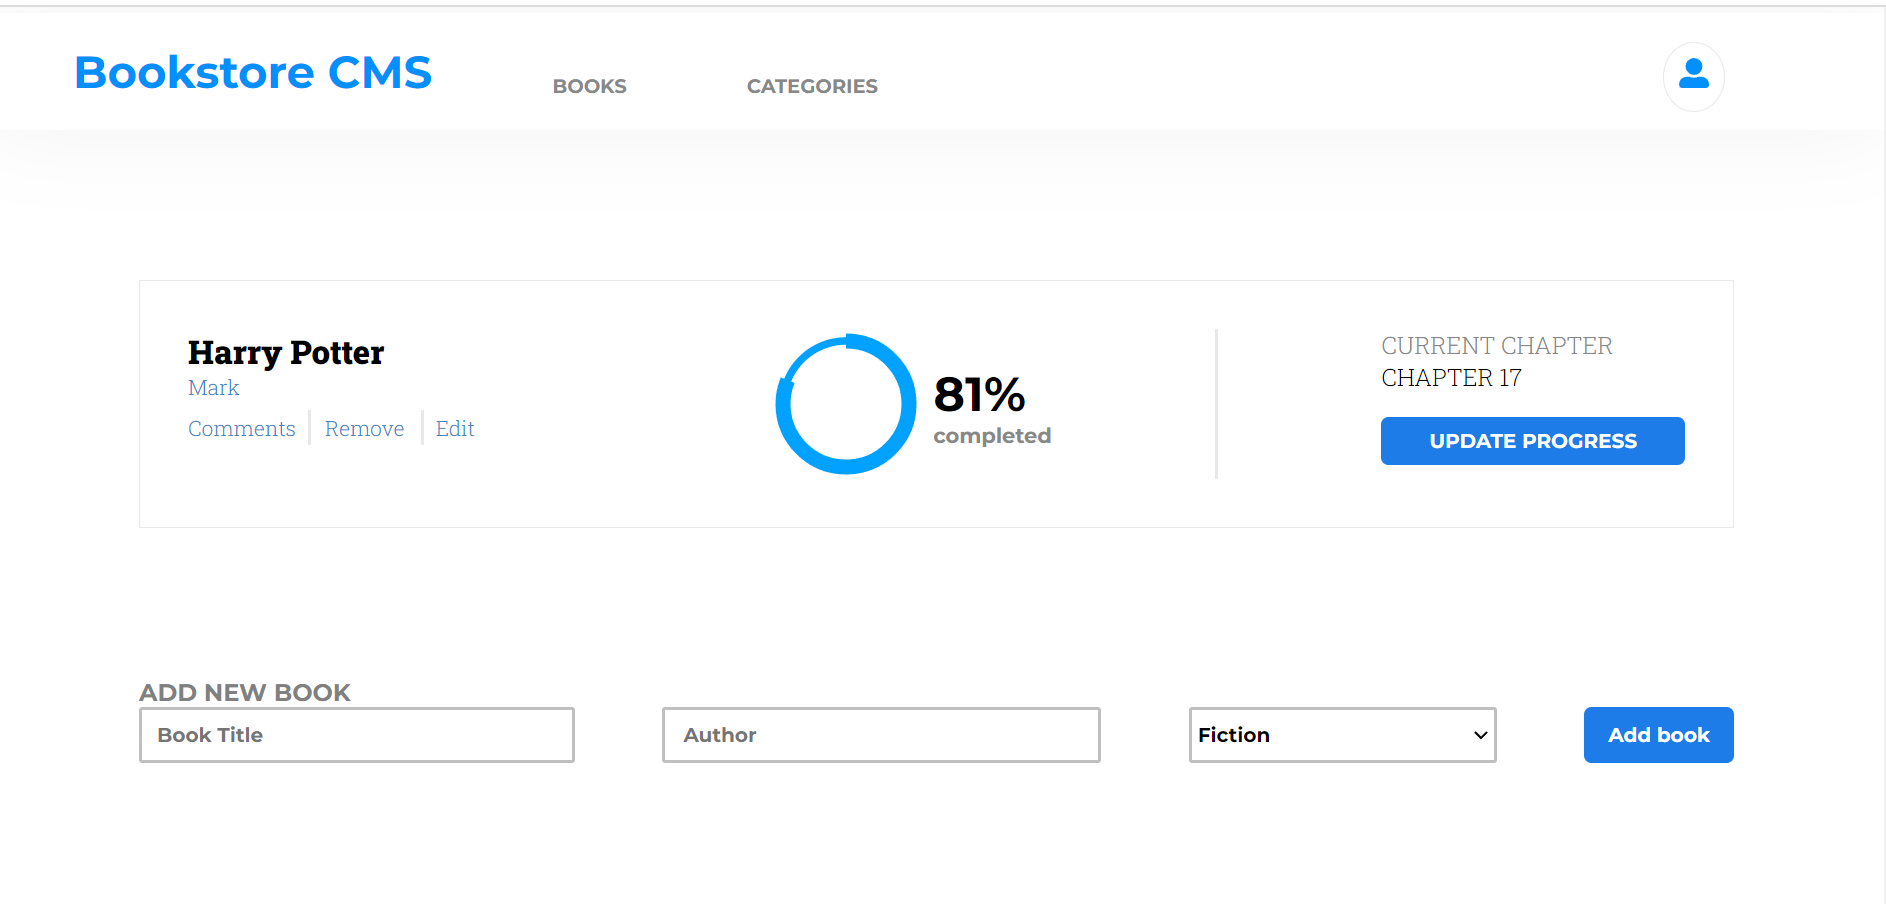 Bookstore CMS
BOOKS
CATEGORIES
Harry Potter
Mark
Comments
Remove
Edit
81%
completed
CURRENT CHAPTER
CHAPTER 17
UPDATE PROGRESS
ADD NEW BOOK
Book Title
Author
Fiction
Add book